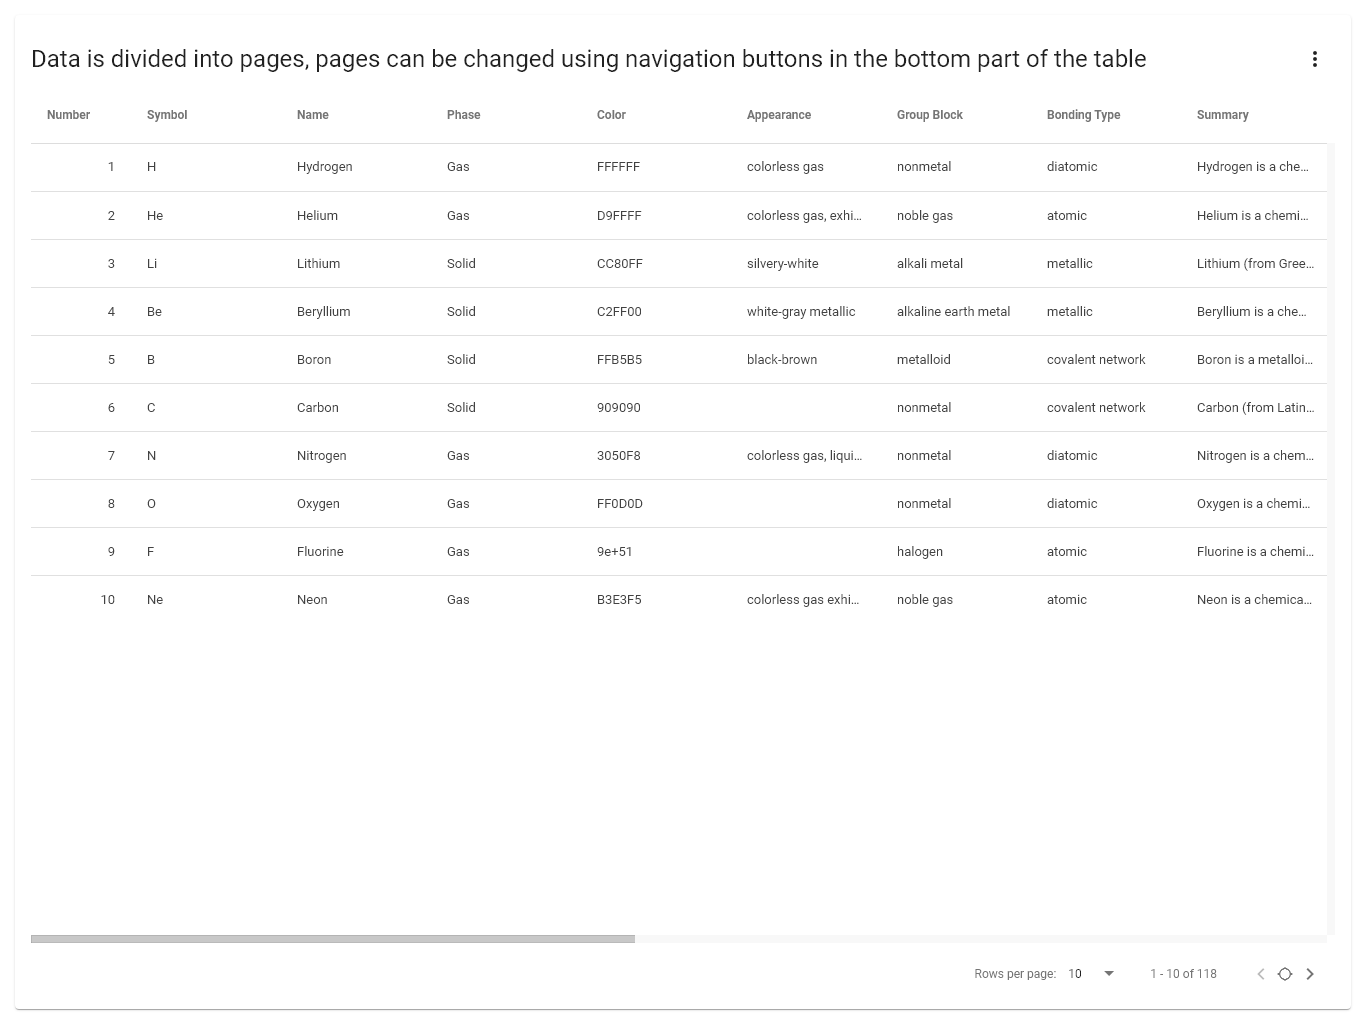 Data is divided into pages, pages can be changed using navigation buttons in the bottom part of the table
Number Symbol Name Phase Color Appearance Group Block Bonding Type Summary
1 H Hydrogen Gas FFFFFF colorless gas nonmetal diatomic Hydrogen is a che…
2 He Helium Gas D9FFFF colorless gas, exhi… noble gas atomic Helium is a chemi…
3 Li Lithium Solid CC80FF silvery-white alkali metal metallic Lithium (from Gree…
4 Be Beryllium Solid C2FF00 white-gray metallic alkaline earth metal metallic Beryllium is a che…
5 B Boron Solid FFB5B5 black-brown metalloid covalent network Boron is a metalloi…
6 C Carbon Solid 909090 nonmetal covalent network Carbon (from Latin…
7 N Nitrogen Gas 3050F8 colorless gas, liqui… nonmetal diatomic Nitrogen is a chem…
8 O Oxygen Gas FF0D0D nonmetal diatomic Oxygen is a chemi…
9 F Fluorine Gas 9e+51 halogen atomic Fluorine is a chemi…
10 Ne Neon Gas B3E3F5 colorless gas exhi… noble gas atomic Neon is a chemica…
Rows per page: 10 1 - 10 of 118